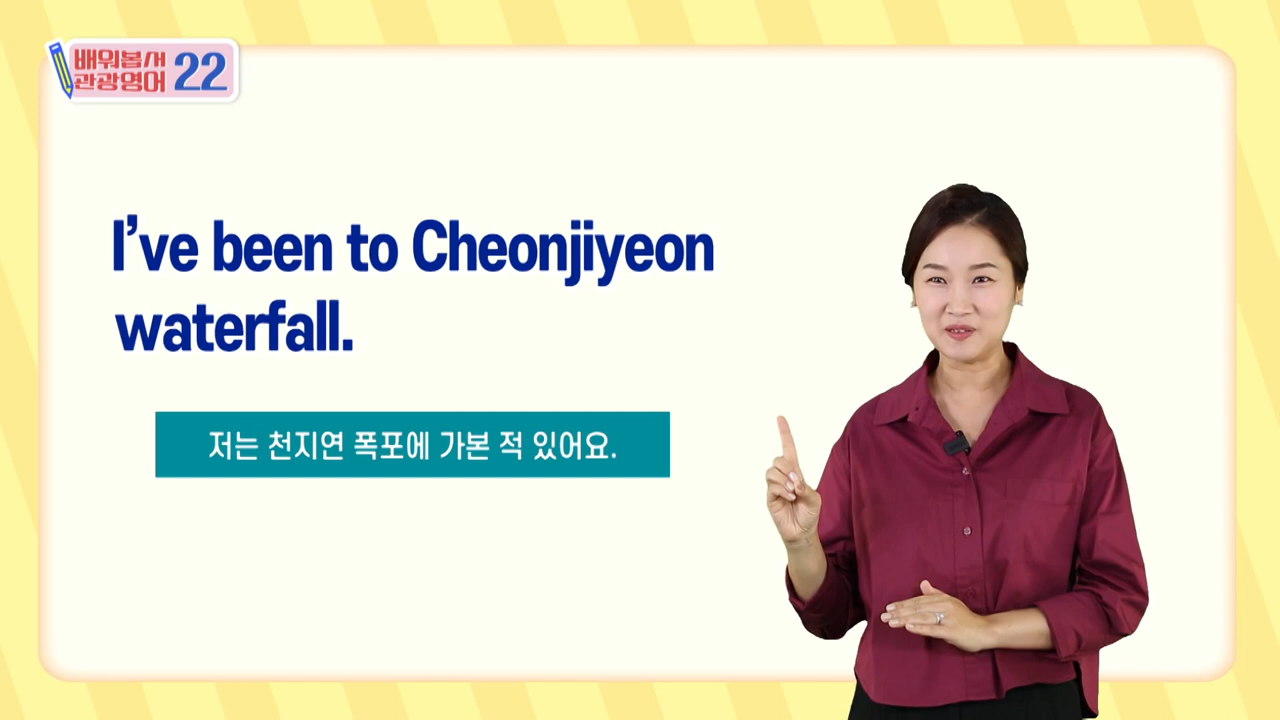 배워봅서
관광영어 22
I’ve been to Cheonjiyeon
waterfall.
저는 천지연 폭포에 가본 적 있어요.